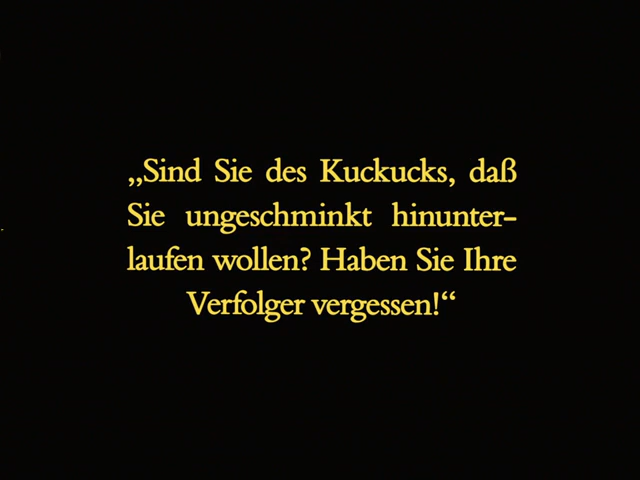 „Sind Sie des Kuckucks, daß
Sie ungeschminkt hinunter-
laufen wollen? Haben Sie Ihre
Verfolger vergessen!“